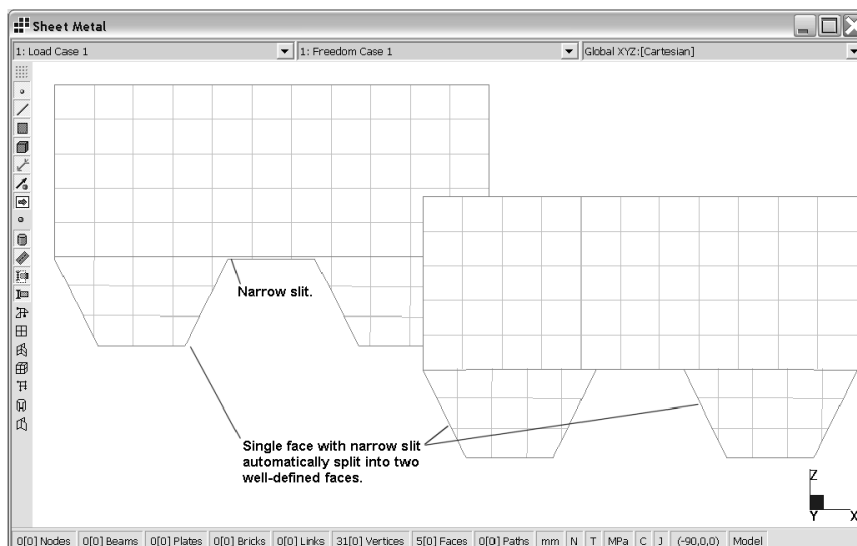 Sheet Metal
1: Load Case 1
1: Freedom Case 1
Global XYZ:[Cartesian]
Narrow slit.
Single face with narrow slit
automatically split into two
well-defined faces.
Z
Y X
0[0] Nodes 0[0] Beams 0[0] Plates 0[0] Bricks 0[0] Links 31[0] Vertices 5[0] Faces 0[0] Paths mm N T MPa C J (-90,0,0) Model